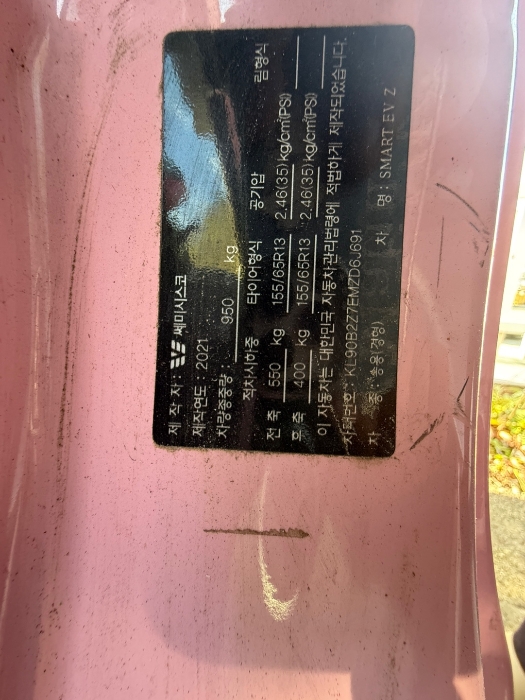 제 작 자 : 쎄미시스코
제작연도 : 2021
차량총중량 : 950 kg
적차시하중 타이어형식 공기압 림형식
전 축 550 kg 155/65R13 2.46(35)kg/cm²(PSI)
후 축 400 kg 155/65R13 2.46(35)kg/cm²(PSI)
이 자동차는 대한민국 자동차관리법령에 적법하게 제작되었습니다.
차대번호 : KL90B2Z7EMZD6J691
차 종 : 승용(경형) 차 명 : SMART EV Z